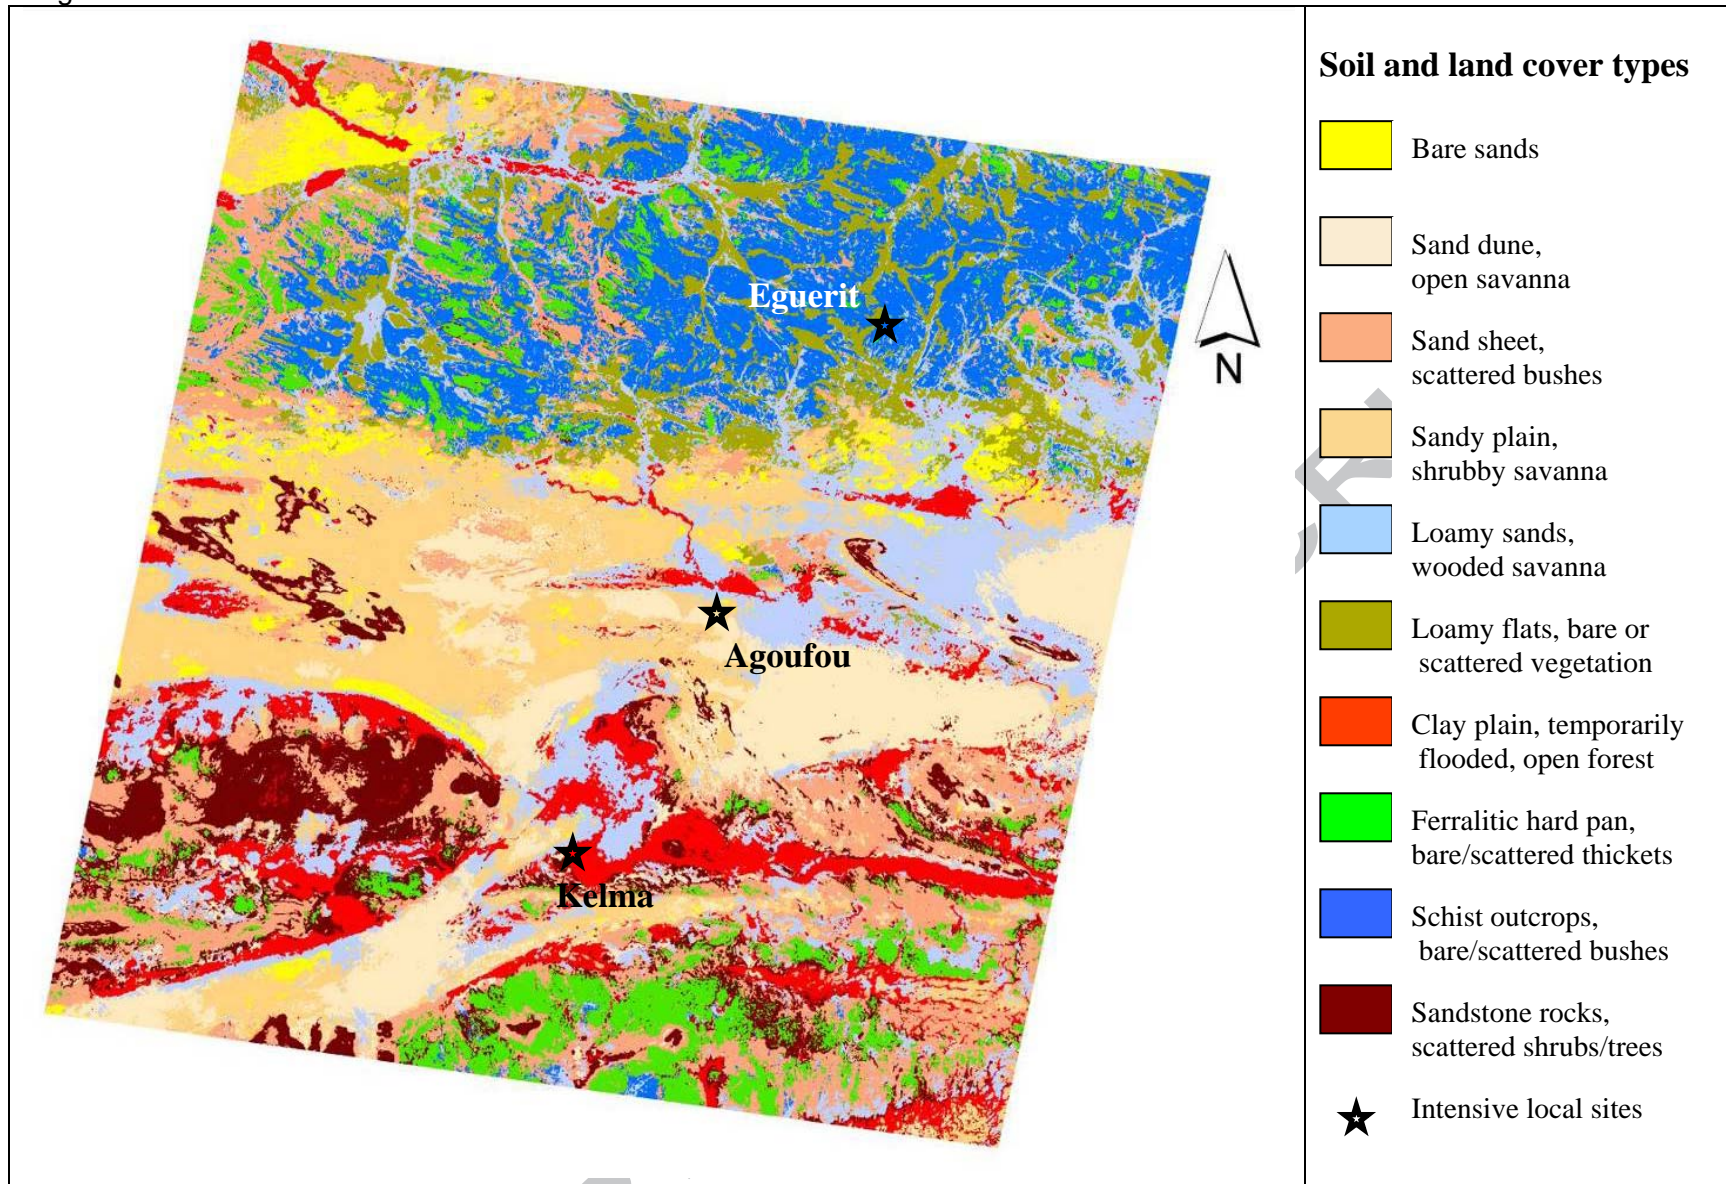 Soil and land cover types
Bare sands
Sand dune,
open savanna
Sand sheet,
scattered bushes
Sandy plain,
shrubby savanna
Loamy sands,
wooded savanna
Loamy flats, bare or
scattered vegetation
Clay plain, temporarily
flooded, open forest
Ferralitic hard pan,
bare/scattered thickets
Schist outcrops,
bare/scattered bushes
Sandstone rocks,
scattered shrubs/trees
Intensive local sites
Eguerit
N
Agoufou
Kelma